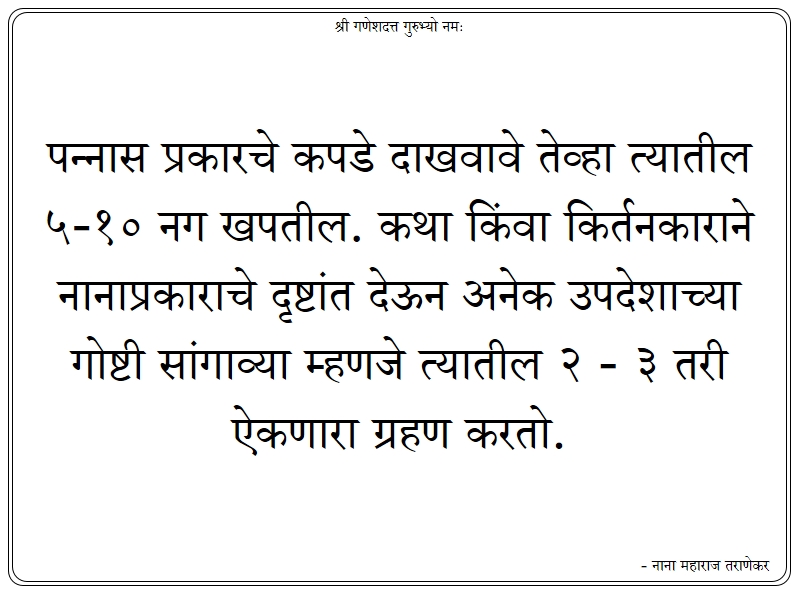 श्री गणेशदत्त गुरुभ्यो नमः
पन्नास प्रकारचे कपडे दाखवावे तेव्हा त्यातील
५-१० नग खपतील. कथा किंवा किर्तनकाराने
नानाप्रकाराचे दृष्टांत देऊन अनेक उपदेशाच्या
गोष्टी सांगाव्या म्हणजे त्यातील २ - ३ तरी
ऐकणारा ग्रहण करतो.
- नाना महाराज तराणेकर